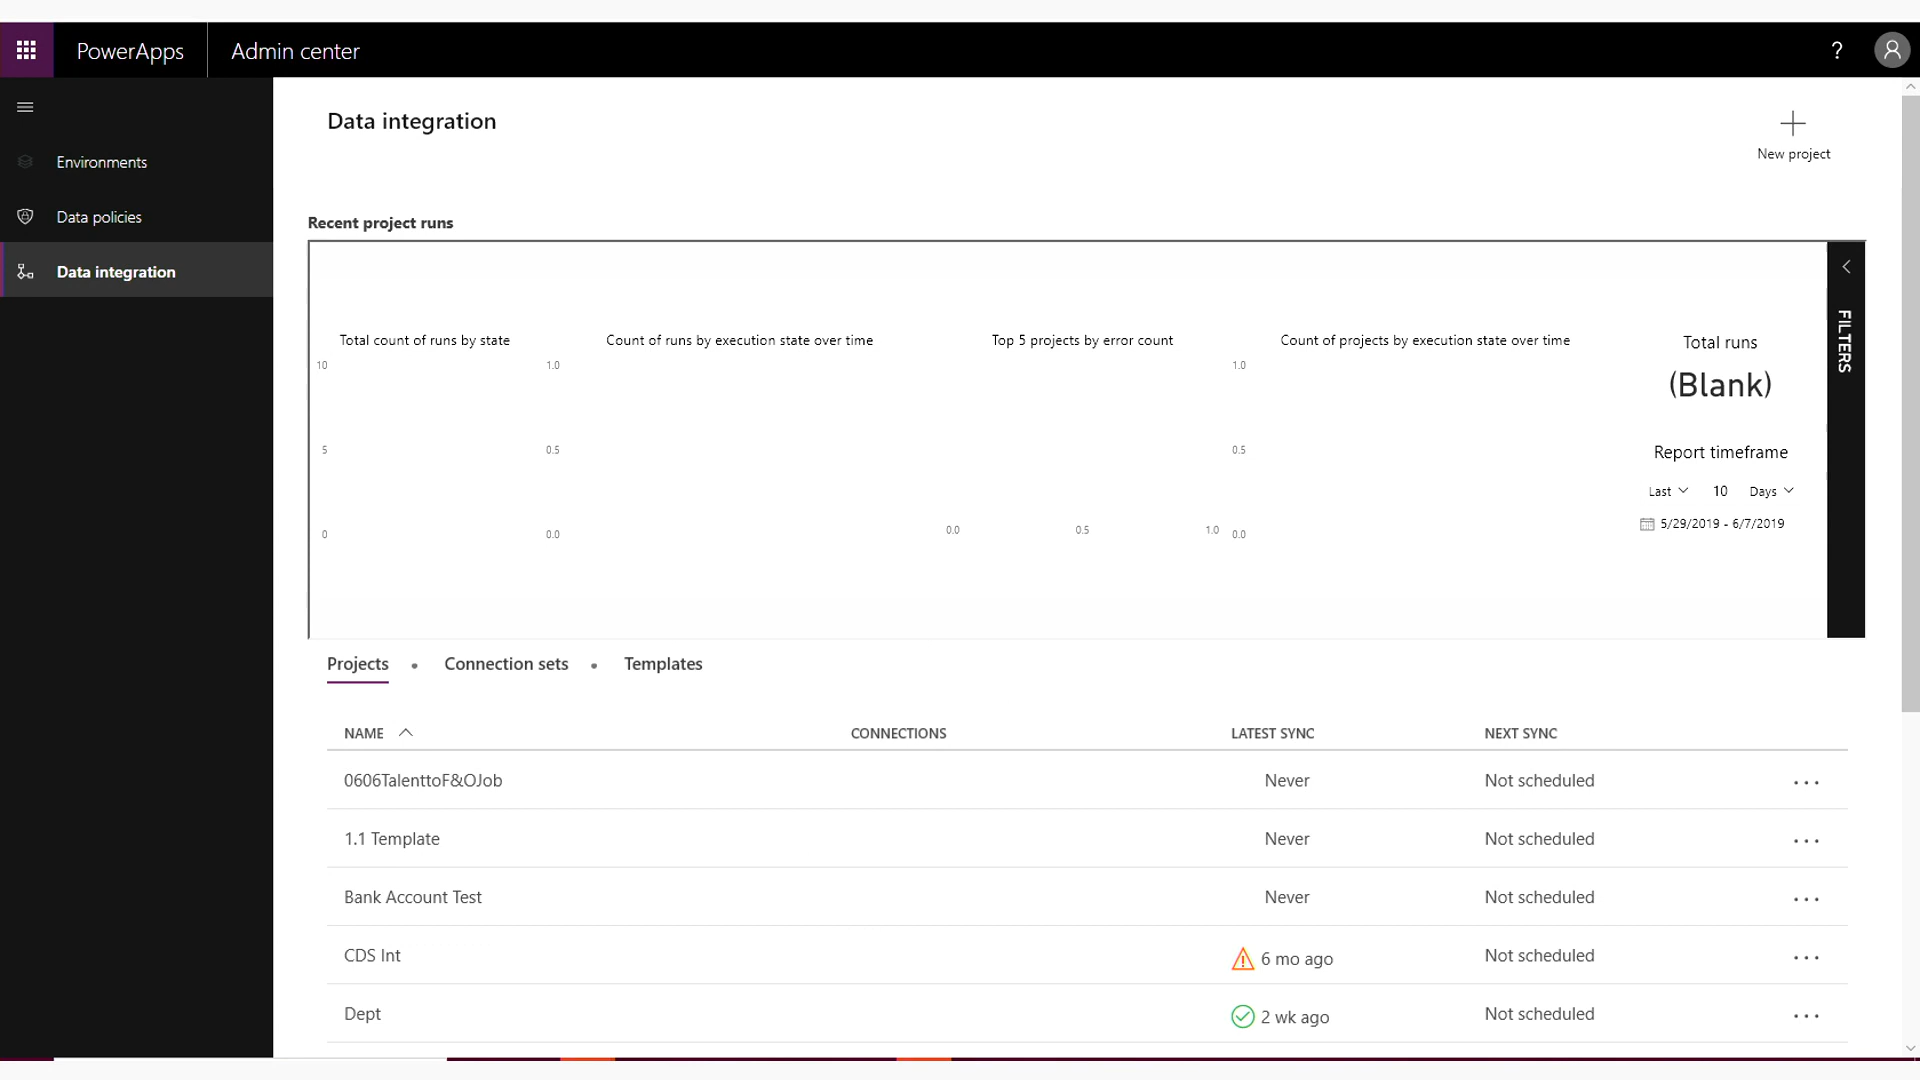 PowerApps
Admin center
?
Environments
Data policies
Data integration
Data integration
New project
Recent project runs
Total count of runs by state
10
5
0
Count of runs by execution state over time
1.0
0.5
0.0
Top 5 projects by error count
0.0 0.5 1.0
Count of projects by execution state over time
1.0
0.5
0.0
Total runs
(Blank)
Report timeframe
Last 10 Days
5/29/2019 - 6/7/2019
FILTERS
Projects • Connection sets • Templates
NAME CONNECTIONS LATEST SYNC NEXT SYNC
0606TalenttoF&OJob Never Not scheduled ...
1.1 Template Never Not scheduled ...
Bank Account Test Never Not scheduled ...
CDS Int 6 mo ago Not scheduled ...
Dept 2 wk ago Not scheduled ...